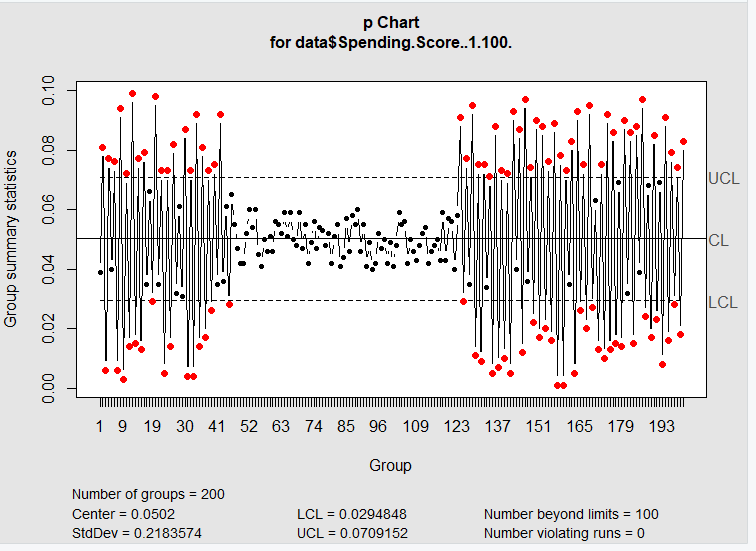 p Chart
for data$Spending.Score..1.100.
Group summary statistics
0.10
0.08
0.06
0.04
0.02
0.00
UCL
CL
LCL
1 9 19 30 41 52 63 74 85 96 109 123 137 151 165 179 193
Group
Number of groups = 200
Center = 0.0502 LCL = 0.0294848 Number beyond limits = 100
StdDev = 0.2183574 UCL = 0.0709152 Number violating runs = 0